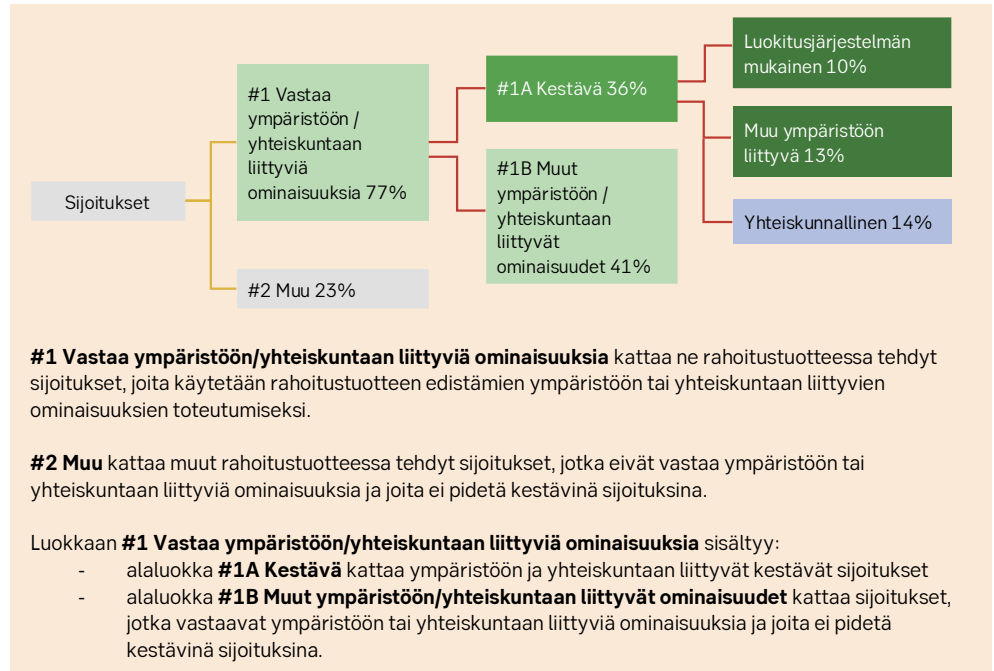 Sijoitukset
#1 Vastaa
ympäristöön /
yhteiskuntaan
liittyviä
ominaisuuksia 77%
#2 Muu 23%
#1A Kestävä 36%
#1B Muut
ympäristöön /
yhteiskuntaan
liittyvät
ominaisuudet 41%
Luokitusjärjestelmän
mukainen 10%
Muu ympäristöön
liittyvä 13%
Yhteiskunnallinen 14%
#1 Vastaa ympäristöön/yhteiskuntaan liittyviä ominaisuuksia kattaa ne rahoitustuotteessa tehdyt
sijoitukset, joita käytetään rahoitustuotteen edistämien ympäristöön tai yhteiskuntaan liittyvien
ominaisuuksien toteutumiseksi.
#2 Muu kattaa muut rahoitustuotteessa tehdyt sijoitukset, jotka eivät vastaa ympäristöön tai
yhteiskuntaan liittyviä ominaisuuksia ja joita ei pidetä kestävinä sijoituksina.
Luokkaan #1 Vastaa ympäristöön/yhteiskuntaan liittyviä ominaisuuksia sisältyy:
- alaluokka #1A Kestävä kattaa ympäristöön ja yhteiskuntaan liittyvät kestävät sijoitukset
- alaluokka #1B Muut ympäristöön/yhteiskuntaan liittyvät ominaisuudet kattaa sijoitukset,
jotka vastaavat ympäristöön tai yhteiskuntaan liittyviä ominaisuuksia ja joita ei pidetä
kestävinä sijoituksina.